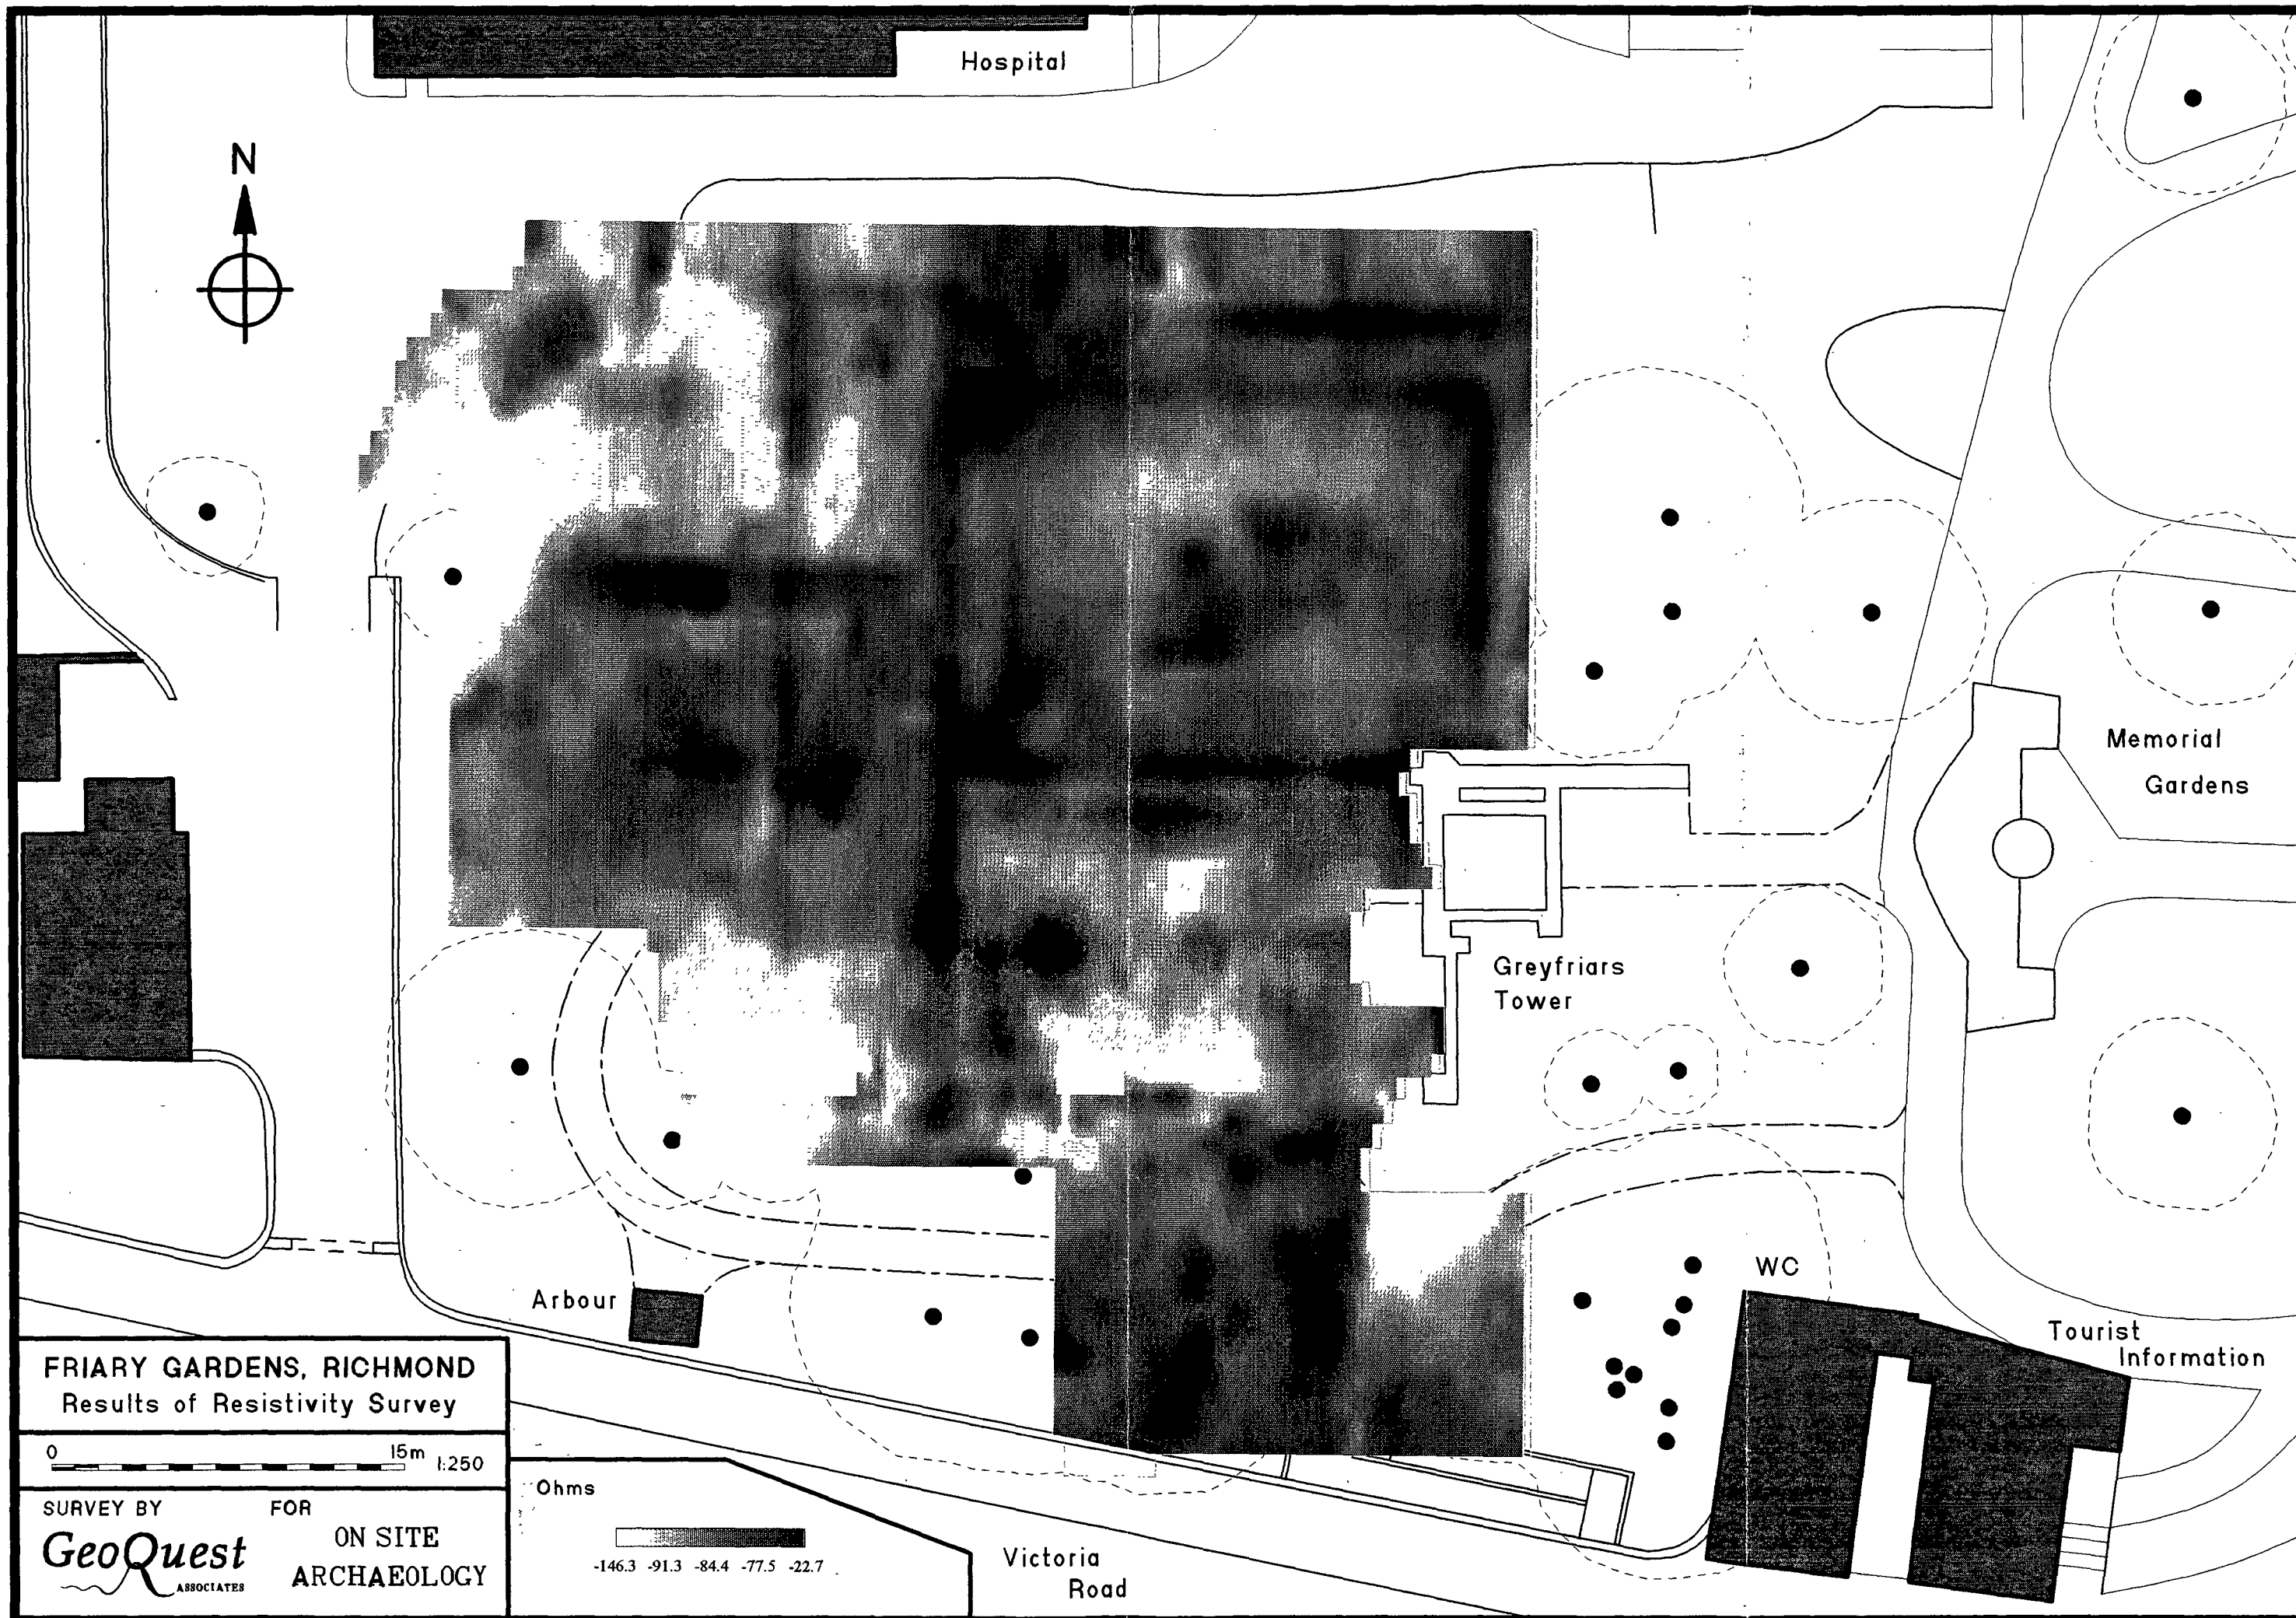 Hospital
N
Memorial
Gardens
Greyfriars
Tower
WC
Arbour
Tourist
Information
FRIARY GARDENS, RICHMOND
Results of Resistivity Survey
0 15m 1:250
SURVEY BY FOR
GeoQuest
ASSOCIATES
ON SITE
ARCHAEOLOGY
Ohms
-146.3 -91.3 -84.4 -77.5 -22.7
Victoria
Road